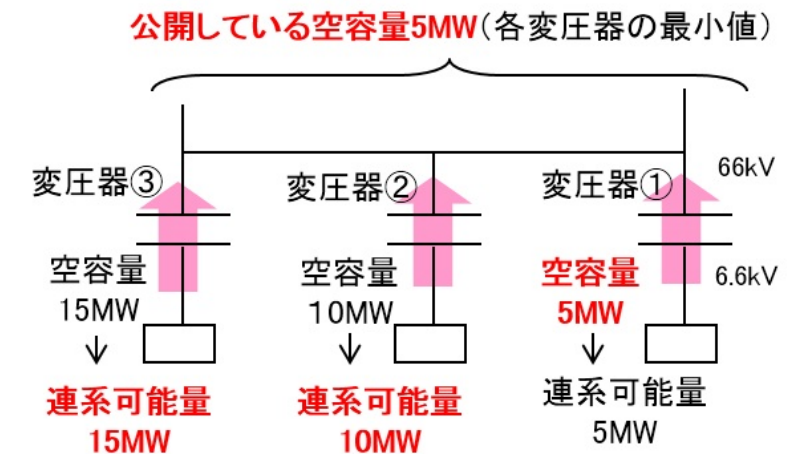 公開している空容量5MW(各変圧器の最小値)
変圧器③
空容量
15MW
↓
連系可能量
15MW
変圧器②
空容量
10MW
↓
連系可能量
10MW
変圧器①
66kV
空容量
5MW
6.6kV
↓
連系可能量
5MW